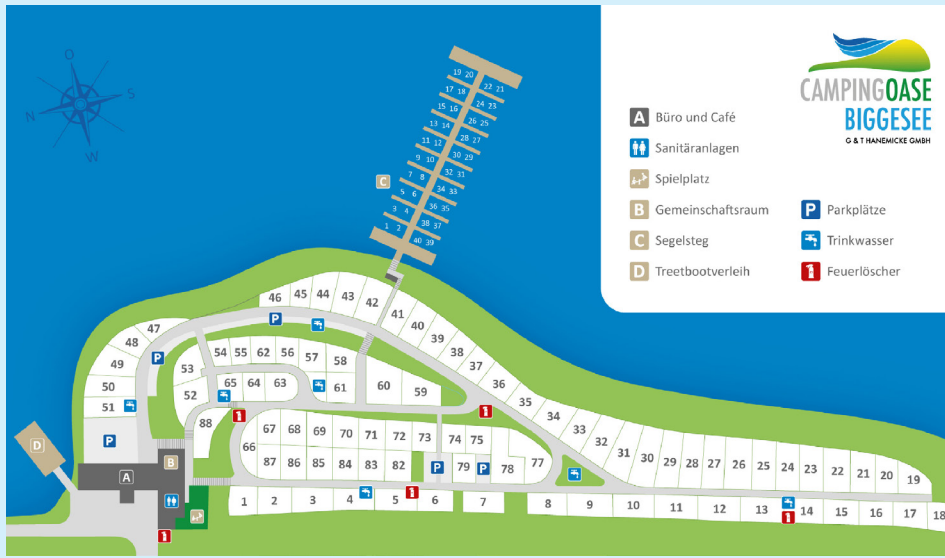 O
N
S
W
CAMPINGOASE
BIGGESEE
G & T HANEMICKE GMBH
A Büro und Café
Sanitäranlagen
Spielplatz
B Gemeinschaftsraum
C Segelsteg
D Treetbootverleih
P Parkplätze
Trinkwasser
Feuerlöscher
19 20
22 21
17 18
24 23
15 16
26 25
13 14
28 27
11 12
30 29
9 10
32 31
7 8
34 33
C
5 6
36 35
3 4
38 37
1 2
40 39
46 45 44 43 42 41 40 39 38 37 36 35 34 33 32 31 30 29 28 27 26 25 24 23 22 21 20 19
P
47
48
49
50
51
P
P
53 54 55 62 56 57 58
52 65 64 63 61 60 59
88
66 67 68 69 70 71 72 73 74 75
87 86 85 84 83 82 P 79 P 78 77
D
A
B
1 2 3 4 5 6 7 8 9 10 11 12 13 14 15 16 17 18